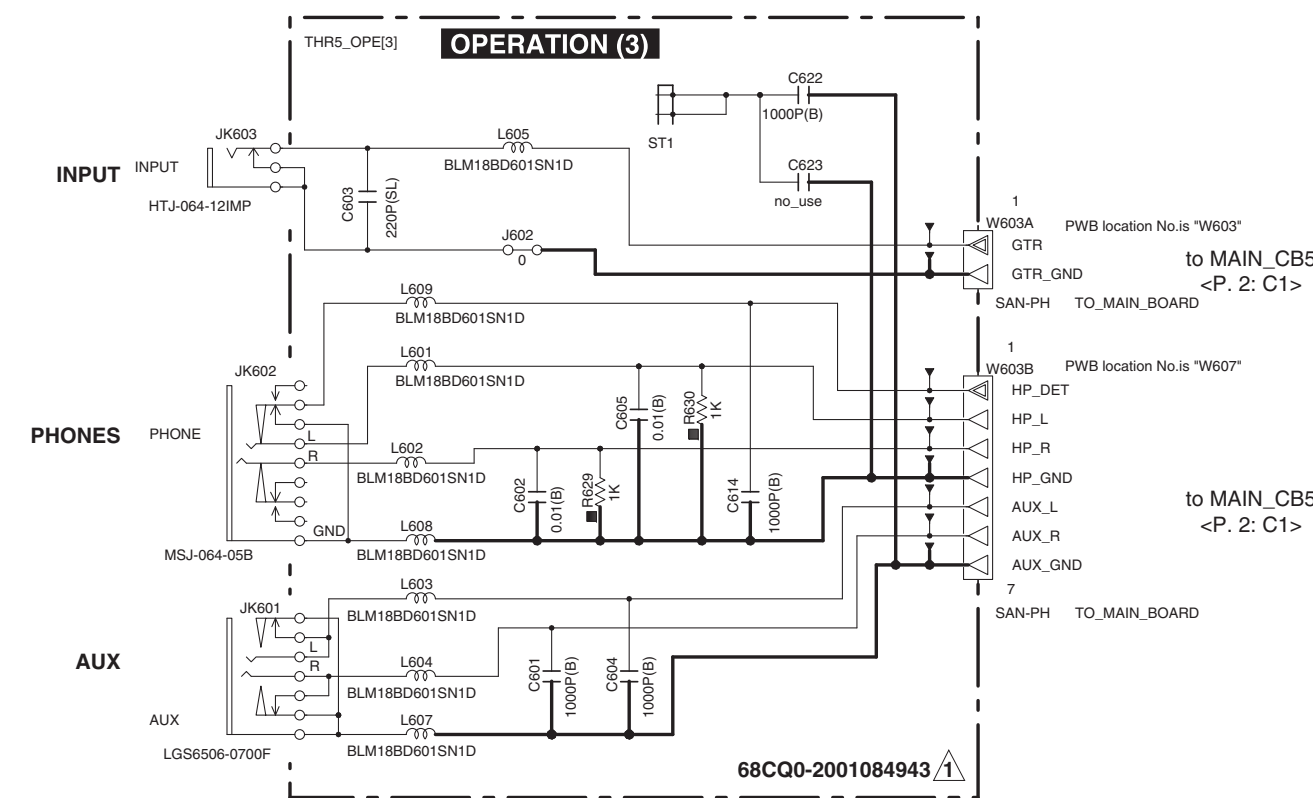 THR5_OPE[3]
OPERATION (3)
C622
1000P(B)
ST1
C623
no_use
JK603
L605
BLM18BD601SN1D
INPUT
INPUT
HTJ-064-12IMP
C603
220P(SL)
J602
0
1
W603A
PWB location No.is "W603"
GTR
GTR_GND
to MAIN_CB5
<P. 2: C1>
SAN-PH
TO_MAIN_BOARD
L609
BLM18BD601SN1D
L601
BLM18BD601SN1D
JK602
PHONES
PHONE
L
R
GND
MSJ-064-05B
L602
BLM18BD601SN1D
L608
BLM18BD601SN1D
C602
0.01(B)
R629
1K
C605
0.01(B)
R630
1K
C614
1000P(B)
1
W603B
PWB location No.is "W607"
HP_DET
HP_L
HP_R
HP_GND
AUX_L
AUX_R
AUX_GND
to MAIN_CB5
<P. 2: C1>
7
SAN-PH
TO_MAIN_BOARD
JK601
L603
BLM18BD601SN1D
AUX
L
R
L604
BLM18BD601SN1D
C601
1000P(B)
C604
1000P(B)
AUX
L607
BLM18BD601SN1D
LGS6506-0700F
68CQ0-2001084943
1